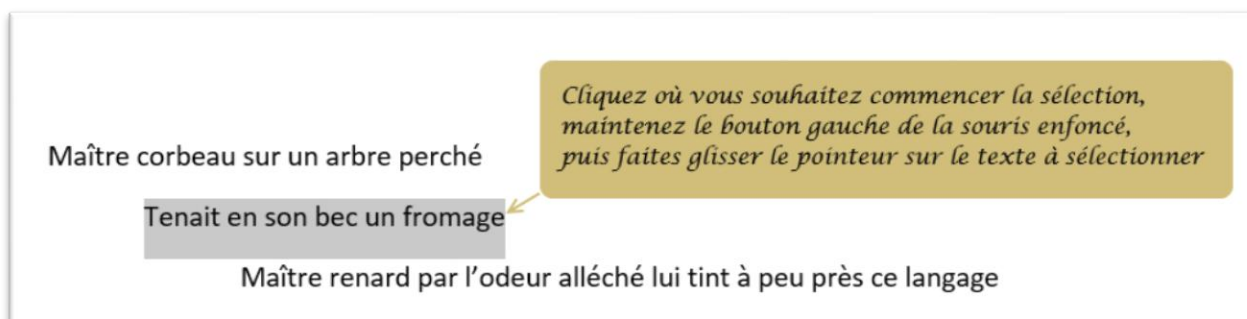 Cliquez où vous souhaitez commencer la sélection,
maintenez le bouton gauche de la souris enfoncé,
puis faites glisser le pointeur sur le texte à sélectionner
Maître corbeau sur un arbre perché
Tenait en son bec un fromage
Maître renard par l’odeur alléché lui tint à peu près ce langage